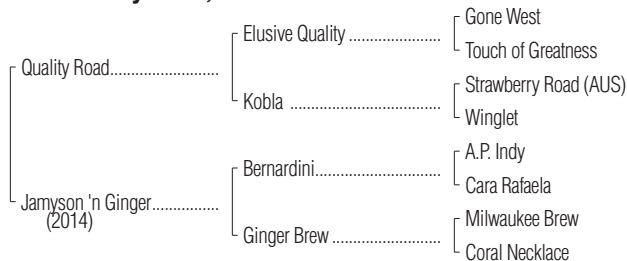 Gone West
Elusive Quality ....................
Touch of Greatness
Quality Road........................
Strawberry Road (AUS)
Kobla .................................
Winglet
A.P. Indy
Bernardini...........................
Cara Rafaela
Jamyson 'n Ginger...............
(2014)
Milwaukee Brew
Ginger Brew ........................
Coral Necklace